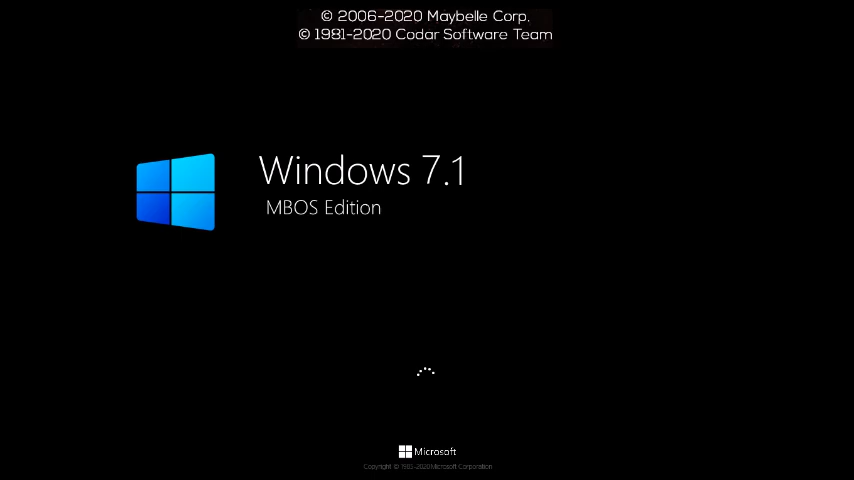 © 2006-2020 Maybelle Corp.
© 1981-2020 Codar Software Team
Windows 7.1
MBOS Edition
Microsoft
Copyright © 1981-2020 Microsoft Corporation